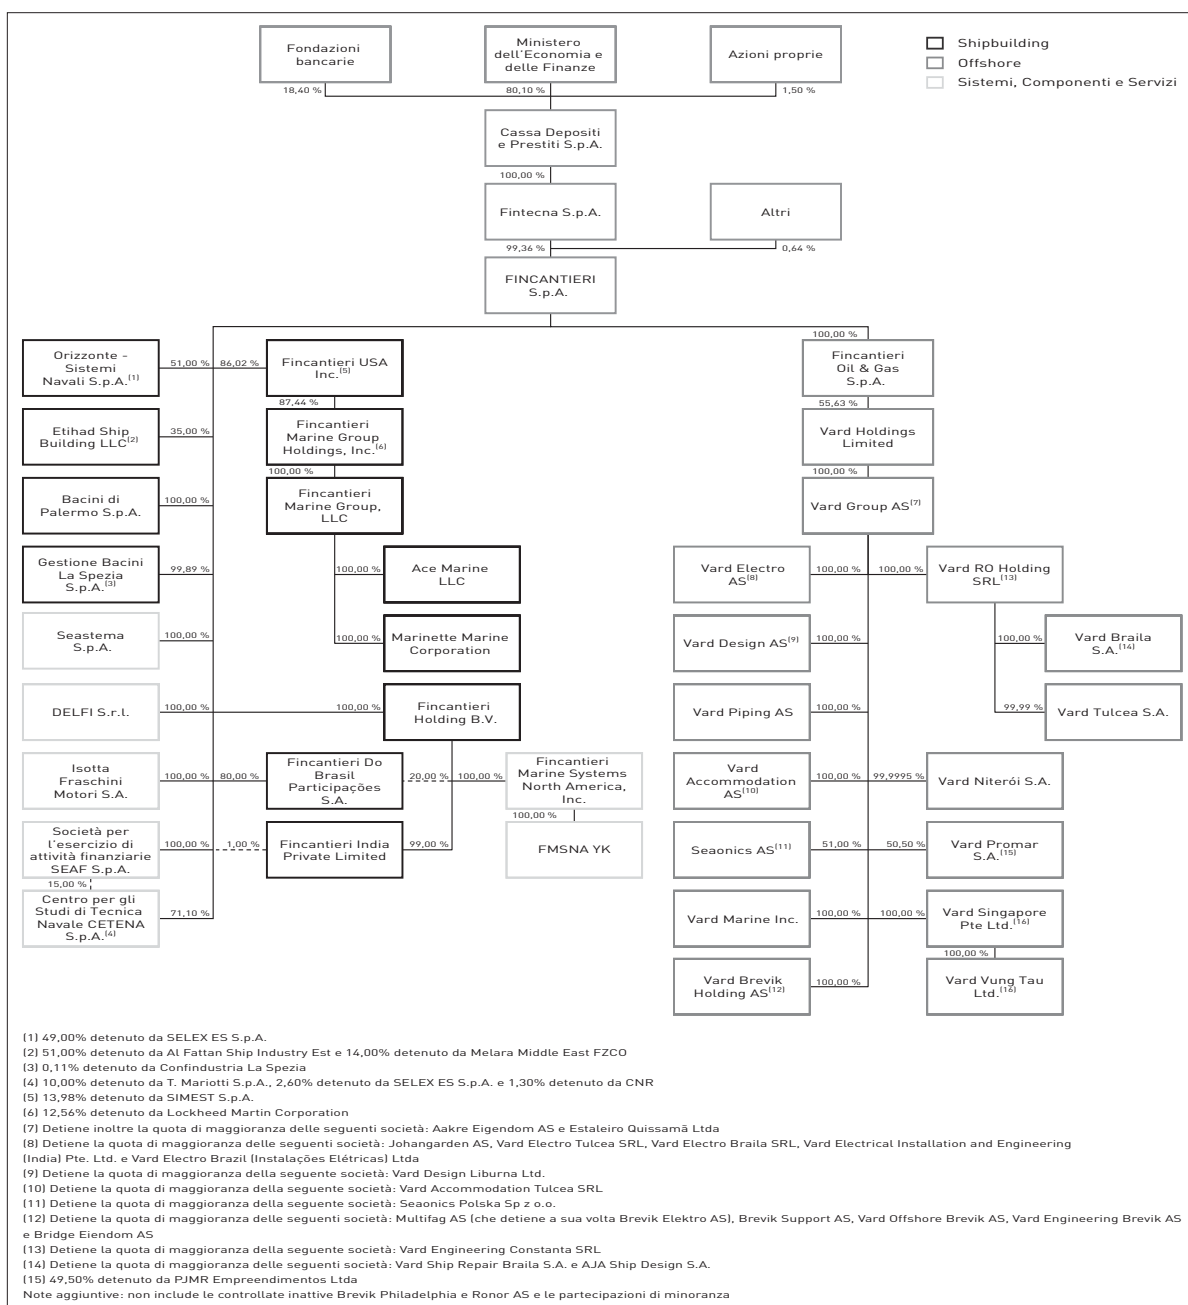 Fondazioni
bancarie
Ministero
dell'Economia e
delle Finanze
Azioni proprie
Shipbuilding
Offshore
Sistemi, Componenti e Servizi
18,40 %
80,10 %
1,50 %
Cassa Depositi
e Prestiti S.p.A.
100,00 %
Fintecna S.p.A.
Altri
99,36 %
0,64 %
FINCANTIERI
S.p.A.
100,00 %
Orizzonte -
Sistemi
Navali S.p.A.(1)
51,00 %
86,02 %
Fincantieri USA
Inc.(5)
Fincantieri
Oil & Gas
S.p.A.
87,44 %
55,63 %
Etihad Ship
Building LLC(2)
35,00 %
Fincantieri
Marine Group
Holdings, Inc.(6)
Vard Holdings
Limited
100,00 %
100,00 %
Bacini di
Palermo S.p.A.
100,00 %
Fincantieri
Marine Group,
LLC
Vard Group AS(7)
Gestione Bacini
La Spezia
S.p.A.(3)
99,89 %
100,00 %
Ace Marine
LLC
Vard Electro
AS(8)
100,00 %
100,00 %
Vard RO Holding
SRL(13)
Seastema
S.p.A.
100,00 %
100,00 %
Marinette Marine
Corporation
Vard Design AS(9)
100,00 %
100,00 %
Vard Braila
S.A.(14)
DELFI S.r.l.
100,00 %
100,00 %
Fincantieri
Holding B.V.
Vard Piping AS
100,00 %
99,99 %
Vard Tulcea S.A.
Isotta
Fraschini
Motori S.A.
100,00 %
80,00 %
Fincantieri Do
Brasil
Participações
S.A.
20,00 %
100,00 %
Fincantieri
Marine Systems
North America,
Inc.
Vard
Accommodation
AS(10)
100,00 %
99,9995 %
Vard Niterói S.A.
100,00 %
Società per
l'esercizio di
attività finanziarie
SEAF S.p.A.
100,00 %
1,00 %
Fincantieri India
Private Limited
99,00 %
FMSNA YK
Seaonics AS(11)
51,00 %
50,50 %
Vard Promar
S.A.(15)
15,00 %
Centro per gli
Studi di Tecnica
Navale CETENA
S.p.A.(4)
71,10 %
Vard Marine Inc.
100,00 %
100,00 %
Vard Singapore
Pte Ltd.(16)
100,00 %
Vard Brevik
Holding AS(12)
100,00 %
Vard Vung Tau
Ltd.(16)
(1) 49,00% detenuto da SELEX ES S.p.A.
(2) 51,00% detenuto da Al Fattan Ship Industry Est e 14,00% detenuto da Melara Middle East FZCO
(3) 0,11% detenuto da Confindustria La Spezia
(4) 10,00% detenuto da T. Mariotti S.p.A., 2,60% detenuto da SELEX ES S.p.A. e 1,30% detenuto da CNR
(5) 13,98% detenuto da SIMEST S.p.A.
(6) 12,56% detenuto da Lockheed Martin Corporation
(7) Detiene inoltre la quota di maggioranza delle seguenti società: Aakre Eigendom AS e Estaleiro Quissamã Ltda
(8) Detiene la quota di maggioranza delle seguenti società: Johangarden AS, Vard Electro Tulcea SRL, Vard Electro Braila SRL, Vard Electrical Installation and Engineering
(India) Pte. Ltd. e Vard Electro Brazil (Instalações Elétricas) Ltda
(9) Detiene la quota di maggioranza della seguente società: Vard Design Liburna Ltd.
(10) Detiene la quota di maggioranza della seguente società: Vard Accommodation Tulcea SRL
(11) Detiene la quota di maggioranza della seguente società: Seaonics Polska Sp z o.o.
(12) Detiene la quota di maggioranza delle seguenti società: Multifag AS (che detiene a sua volta Brevik Elektro AS), Brevik Support AS, Vard Offshore Brevik AS, Vard Engineering Brevik AS
e Bridge Eiendom AS
(13) Detiene la quota di maggioranza della seguente società: Vard Engineering Constanta SRL
(14) Detiene la quota di maggioranza delle seguenti società: Vard Ship Repair Braila S.A. e AJA Ship Design S.A.
(15) 49,50% detenuto da PJMR Empreendimentos Ltda
Note aggiuntive: non include le controllate inattive Brevik Philadelphia e Ronor AS e le partecipazioni di minoranza